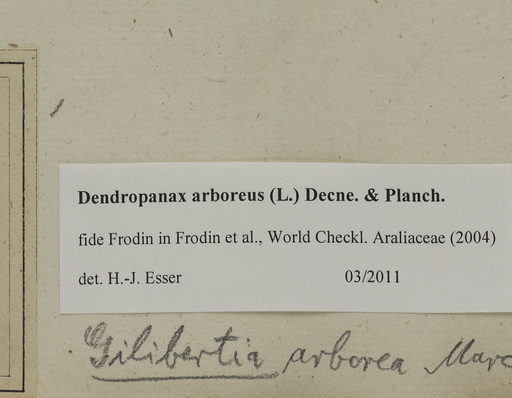 Dendropanax arboreus (L.) Decne. & Planch.
fide Frodin in Frodin et al., World Checkl. Araliaceae (2004)
det. H.-J. Esser 03/2011
Gilibertia arborea Marc